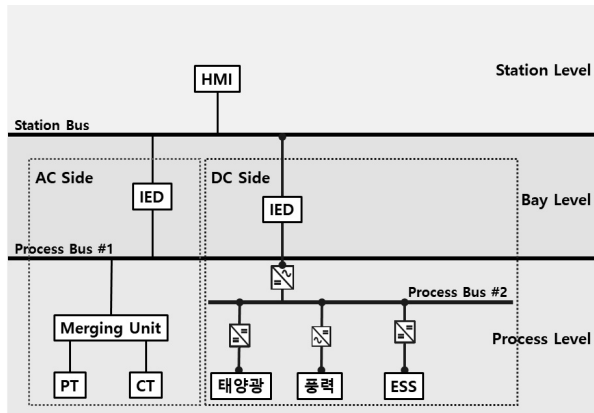 HMI
Station Level
Station Bus
AC Side
DC Side
IED
IED
Bay Level
Process Bus #1
Process Bus #2
Merging Unit
Process Level
PT
CT
태양광
풍력
ESS